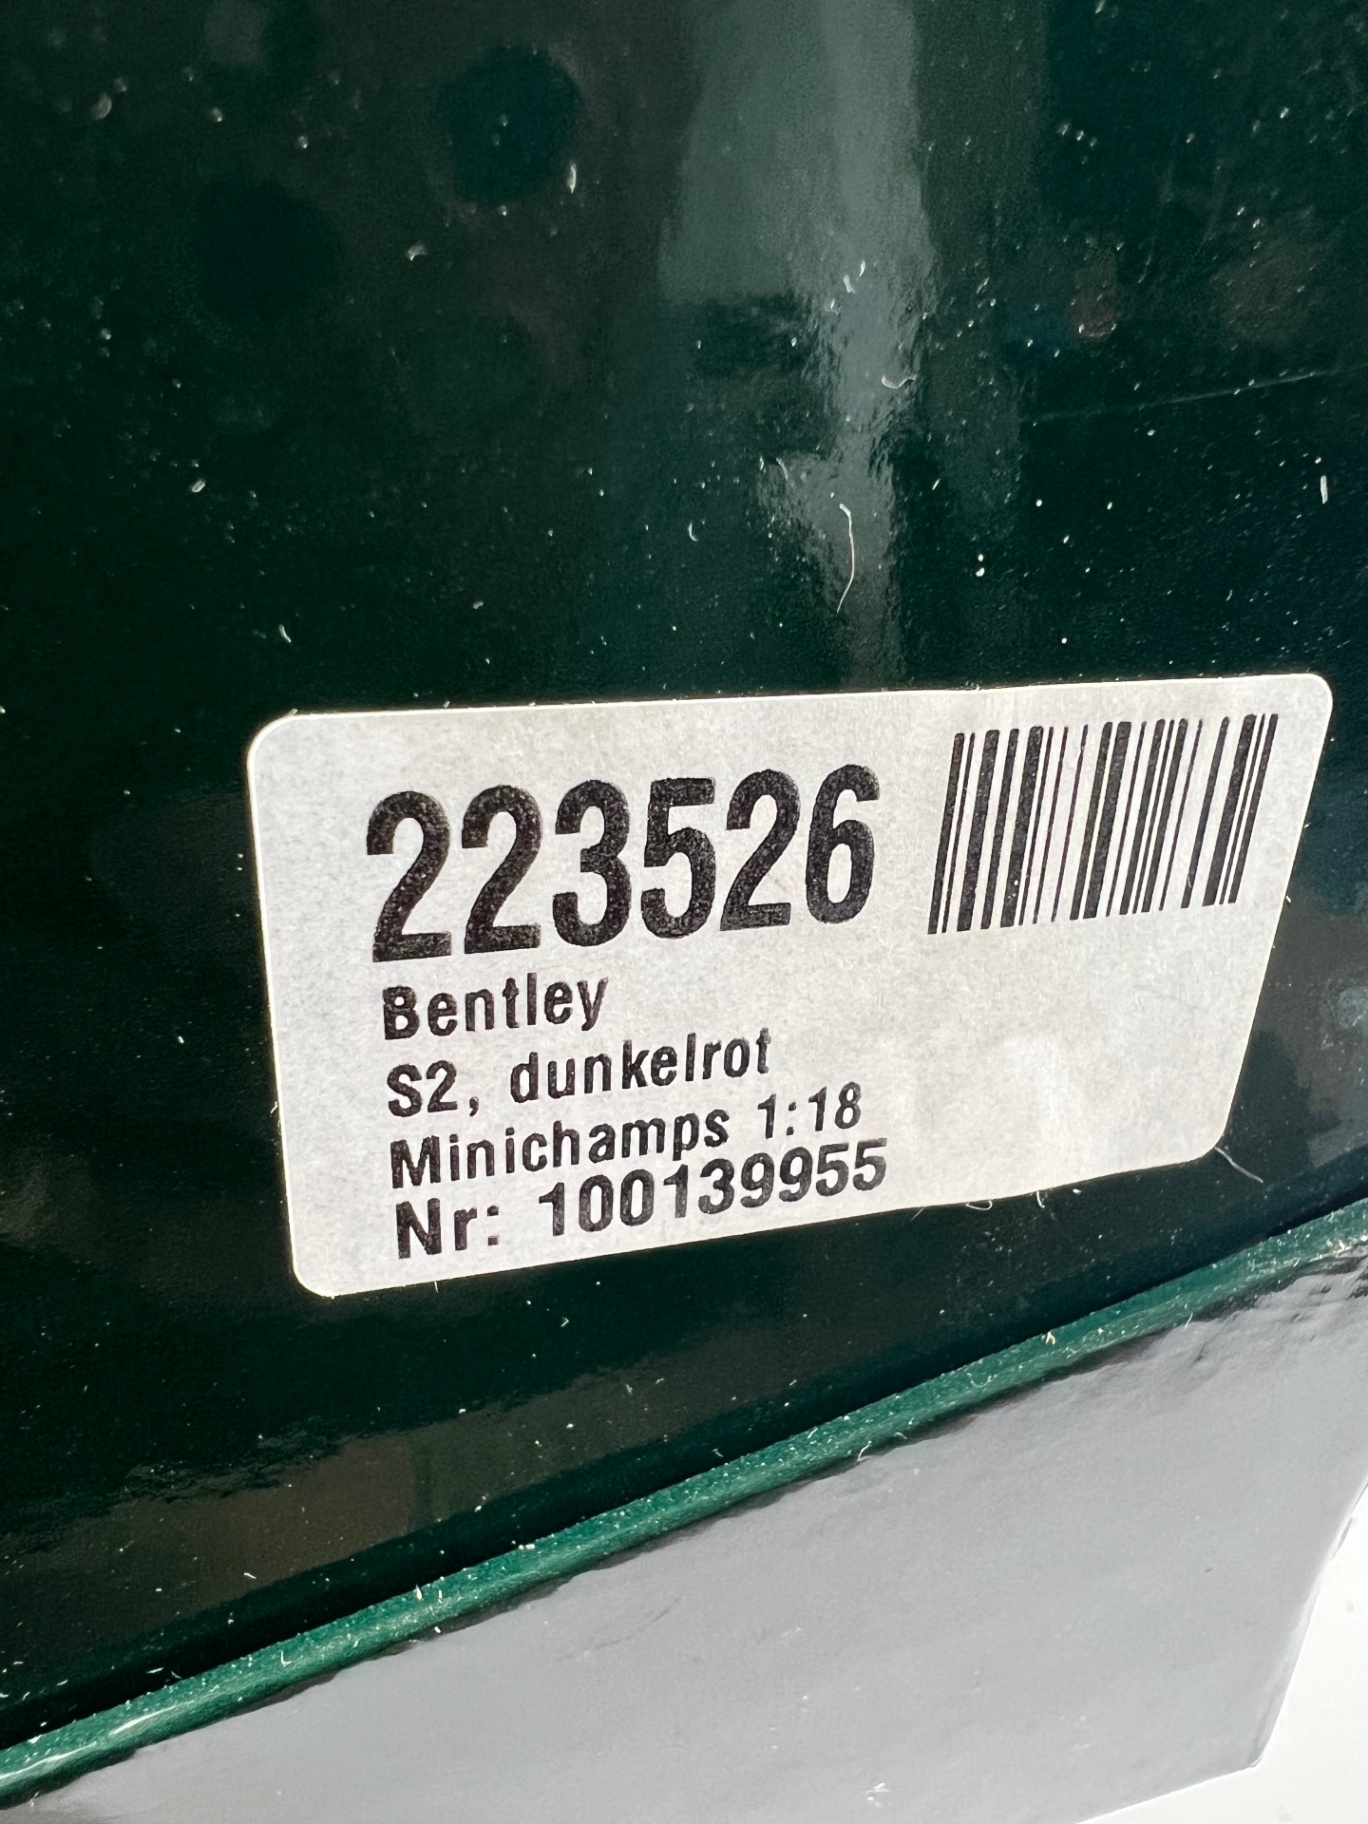 223526
Bentley
S2, dunkelrot
Minichamps 1:18
Nr: 100139955